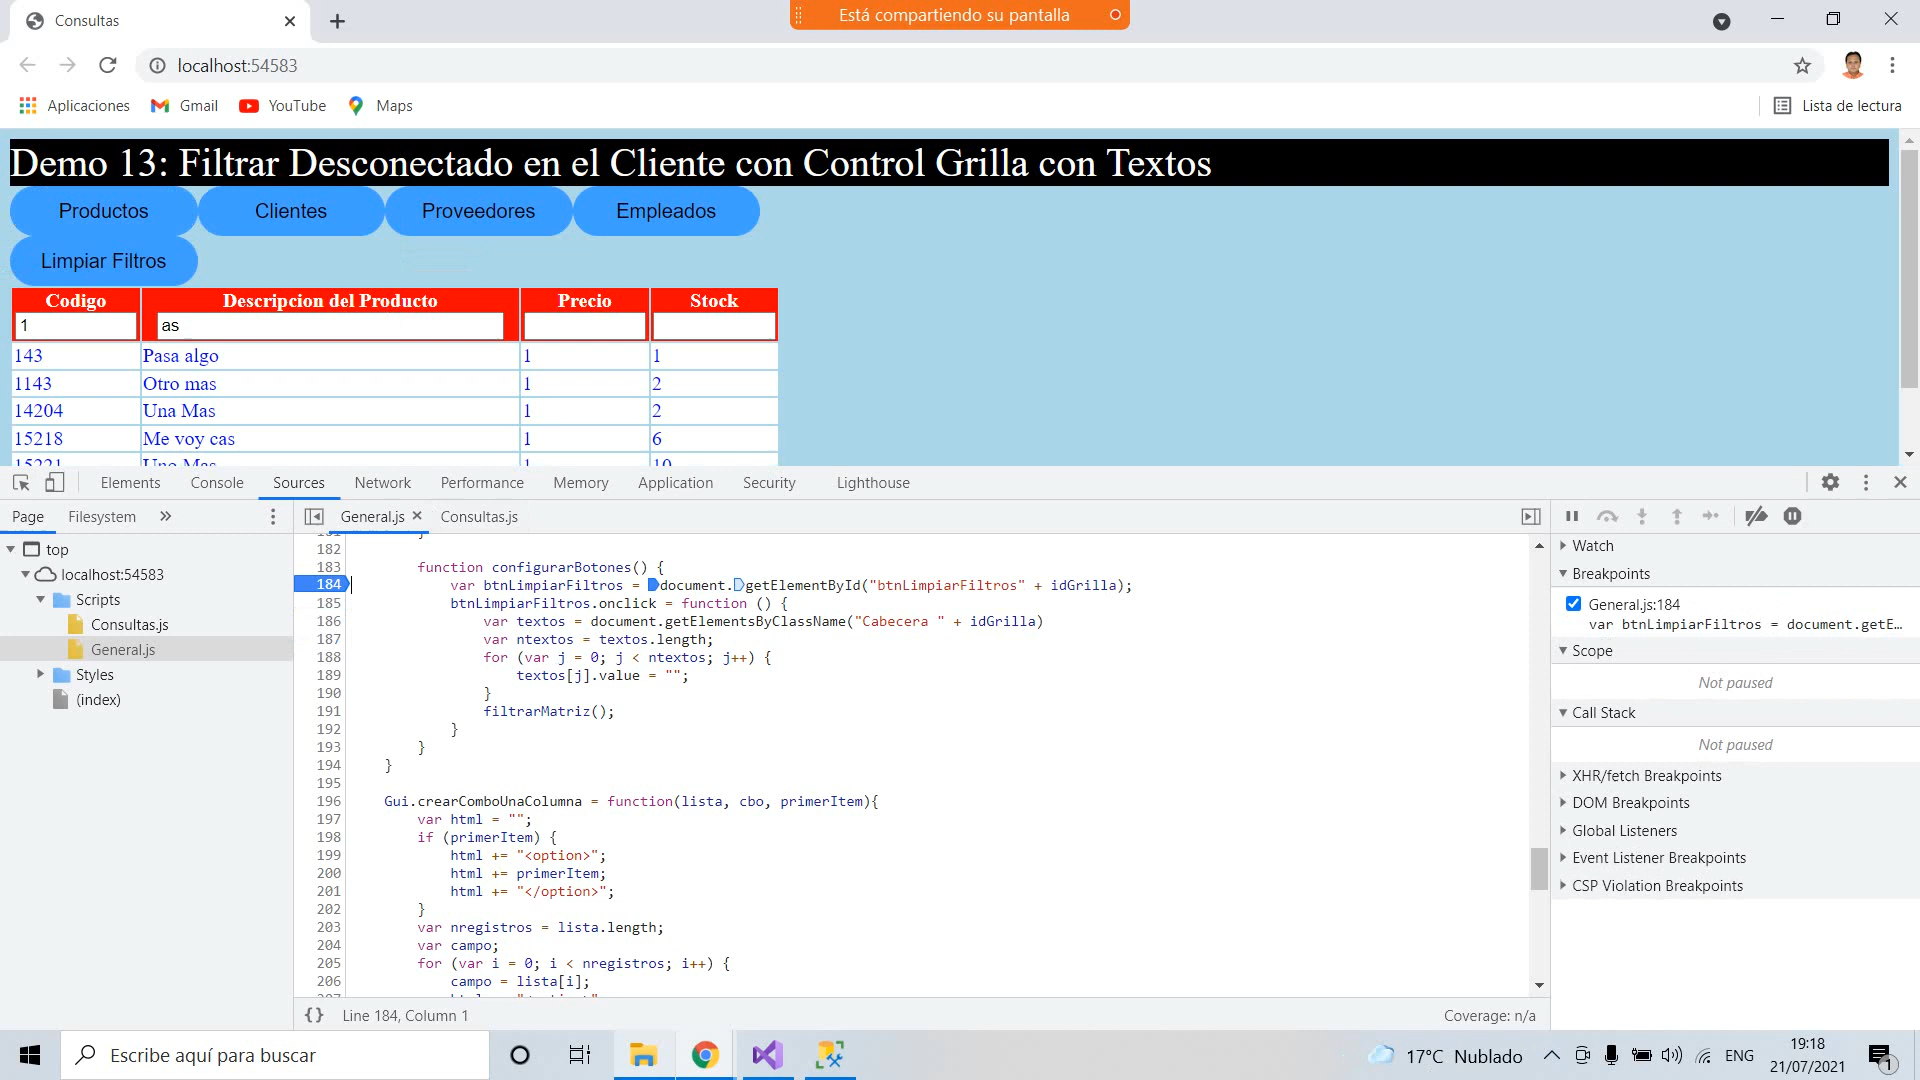 Consultas
Está compartiendo su pantalla
localhost:54583
Aplicaciones Gmail YouTube Maps Lista de lectura
Demo 13: Filtrar Desconectado en el Cliente con Control Grilla con Textos
Productos Clientes Proveedores Empleados
Limpiar Filtros
Codigo Descripcion del Producto Precio Stock
1 as
143 Pasa algo 1 1
1143 Otro mas 1 2
14204 Una Mas 1 2
15218 Me voy cas 1 6
15221 Uno Mas 1 10
Elements Console Sources Network Performance Memory Application Security Lighthouse
Page Filesystem
General.js Consultas.js
top
localhost:54583
Scripts
Consultas.js
General.js
Styles
(index)
181 }
182
183 function configurarBotones() {
184 var btnLimpiarFiltros = document.getElementById("btnLimpiarFiltros" + idGrilla);
185 btnLimpiarFiltros.onclick = function () {
186 var textos = document.getElementsByClassName("Cabecera " + idGrilla)
187 var ntextos = textos.length;
188 for (var j = 0; j < ntextos; j++) {
189 textos[j].value = "";
190 }
191 filtrarMatriz();
192 }
193 }
194 }
195
196 Gui.crearComboUnaColumna = function(lista, cbo, primerItem){
197 var html = "";
198 if (primerItem) {
199 html += "<option>";
200 html += primerItem;
201 html += "</option>";
202 }
203 var nregistros = lista.length;
204 var campo;
205 for (var i = 0; i < nregistros; i++) {
206 campo = lista[i];
{} Line 184, Column 1 Coverage: n/a
Watch
Breakpoints
General.js:184
var btnLimpiarFiltros = document.getE…
Scope
Not paused
Call Stack
Not paused
XHR/fetch Breakpoints
DOM Breakpoints
Global Listeners
Event Listener Breakpoints
CSP Violation Breakpoints
Escribe aquí para buscar
17°C Nublado
ENG
19:18
21/07/2021
1